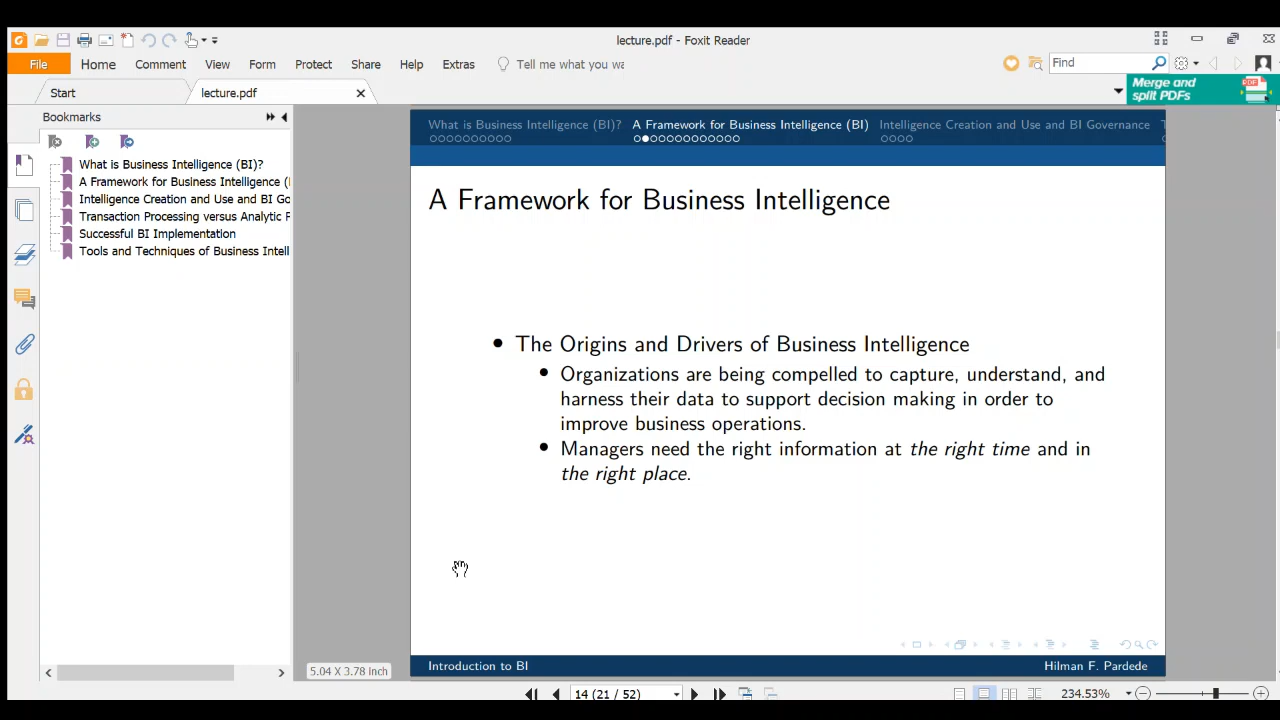 lecture.pdf - Foxit Reader
File Home Comment View Form Protect Share Help Extras Tell me what you wa Find
Start lecture.pdf Merge and
split PDFs
Bookmarks
What is Business Intelligence (BI)?
A Framework for Business Intelligence (
Intelligence Creation and Use and BI Go
Transaction Processing versus Analytic P
Successful BI Implementation
Tools and Techniques of Business Intell
What is Business Intelligence (BI)? A Framework for Business Intelligence (BI) Intelligence Creation and Use and BI Governance
A Framework for Business Intelligence
• The Origins and Drivers of Business Intelligence
• Organizations are being compelled to capture, understand, and
harness their data to support decision making in order to
improve business operations.
• Managers need the right information at the right time and in
the right place.
5.04 X 3.78 inch
Introduction to BI Hilman F. Pardede
14 (21 / 52) 234.53%